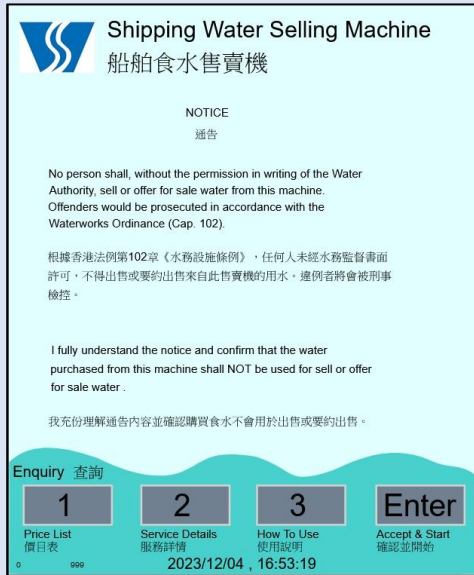 Shipping Water Selling Machine
船舶食水售賣機
NOTICE
通告
No person shall, without the permission in writing of the Water
Authority, sell or offer for sale water from this machine.
Offenders would be prosecuted in accordance with the
Waterworks Ordinance (Cap. 102).
根據香港法例第102章《水務設施條例》，任何人未經水務監督書面
許可，不得出售或要約出售來自此售賣機的用水。違例者將會被刑事
檢控。
I fully understand the notice and confirm that the water
purchased from this machine shall NOT be used for sell or offer
for sale water .
我充份理解通告內容並確認購買食水不會用於出售或要約出售。
Enquiry 查詢
1 2 3 Enter
Price List Service Details How To Use Accept & Start
價目表 服務詳情 使用說明 確認並開始
0 999 2023/12/04 , 16:53:19